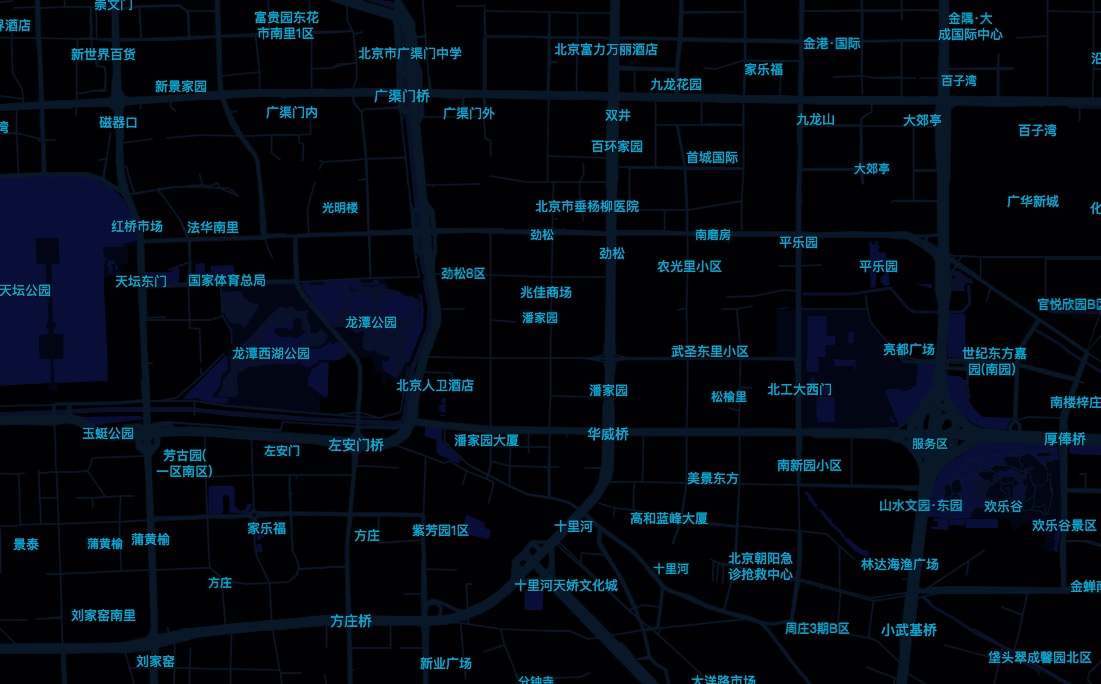 崇文门
界酒店
富贵园东花
市南里1区
金隅·大
成国际中心
新世界百货
北京市广渠门中学
北京富力万丽酒店
金港·国际
沿
新景家园
九龙花园
家乐福
百子湾
广渠门桥
广渠门内
广渠门外
双井
九龙山
大郊亭
百子湾
湾
磁器口
百环家园
首城国际
大郊亭
光明楼
北京市垂杨柳医院
广华新城
化
红桥市场
法华南里
劲松
南磨房
平乐园
劲松
天坛公园
天坛东门
国家体育总局
劲松8区
农光里小区
平乐园
兆佳商场
官悦欣园B区
龙潭公园
潘家园
龙潭西湖公园
武圣东里小区
亮都广场
世纪东方嘉
园(南园)
北京人卫酒店
潘家园
松榆里
北工大西门
南楼梓庄
玉蜓公园
左安门桥
潘家园大厦
华威桥
服务区
厚俸桥
芳古园(
一区南区)
左安门
美景东方
南新园小区
山水文园·东园
欢乐谷
景泰
蒲黄榆
蒲黄榆
家乐福
方庄
紫芳园1区
十里河
高和蓝峰大厦
欢乐谷景区
方庄
十里河
北京朝阳急
诊抢救中心
林达海渔广场
十里河天娇文化城
金蝉南
刘家窑南里
方庄桥
周庄3期B区
小武基桥
刘家窑
新业广场
垡头翠成馨园北区
分钟寺
大洋路市场